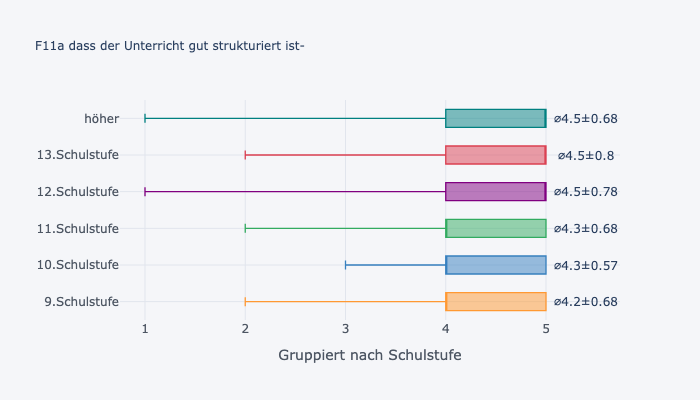 F11a dass der Unterricht gut strukturiert ist-
höher ⌀4.5±0.68
13.Schulstufe ⌀4.5±0.8
12.Schulstufe ⌀4.5±0.78
11.Schulstufe ⌀4.3±0.68
10.Schulstufe ⌀4.3±0.57
9.Schulstufe ⌀4.2±0.68
1 2 3 4 5
Gruppiert nach Schulstufe